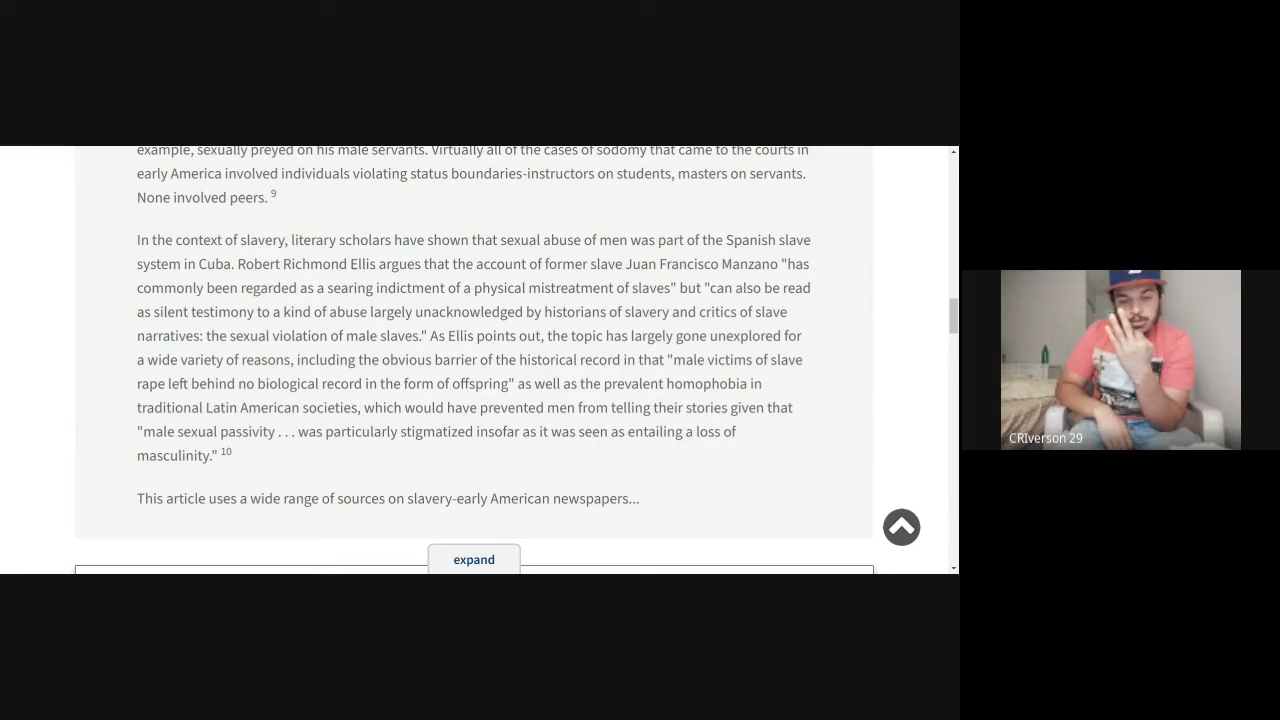 example, sexually preyed on his male servants. Virtually all of the cases of sodomy that came to the courts in
early America involved individuals violating status boundaries-instructors on students, masters on servants.
None involved peers. 9
In the context of slavery, literary scholars have shown that sexual abuse of men was part of the Spanish slave
system in Cuba. Robert Richmond Ellis argues that the account of former slave Juan Francisco Manzano "has
commonly been regarded as a searing indictment of a physical mistreatment of slaves" but "can also be read
as silent testimony to a kind of abuse largely unacknowledged by historians of slavery and critics of slave
narratives: the sexual violation of male slaves." As Ellis points out, the topic has largely gone unexplored for
a wide variety of reasons, including the obvious barrier of the historical record in that "male victims of slave
rape left behind no biological record in the form of offspring" as well as the prevalent homophobia in
traditional Latin American societies, which would have prevented men from telling their stories given that
"male sexual passivity . . . was particularly stigmatized insofar as it was seen as entailing a loss of
masculinity." 10
This article uses a wide range of sources on slavery-early American newspapers...
expand
CRIverson 29